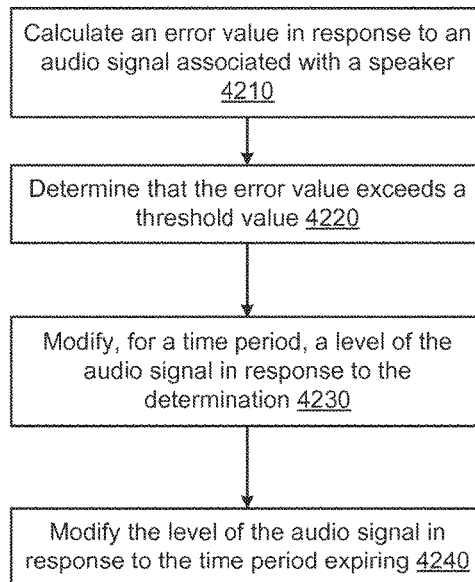 Calculate an error value in response to an
audio signal associated with a speaker
4210
Determine that the error value exceeds a
threshold value 4220
Modify, for a time period, a level of the
audio signal in response to the
determination 4230
Modify the level of the audio signal in
response to the time period expiring 4240